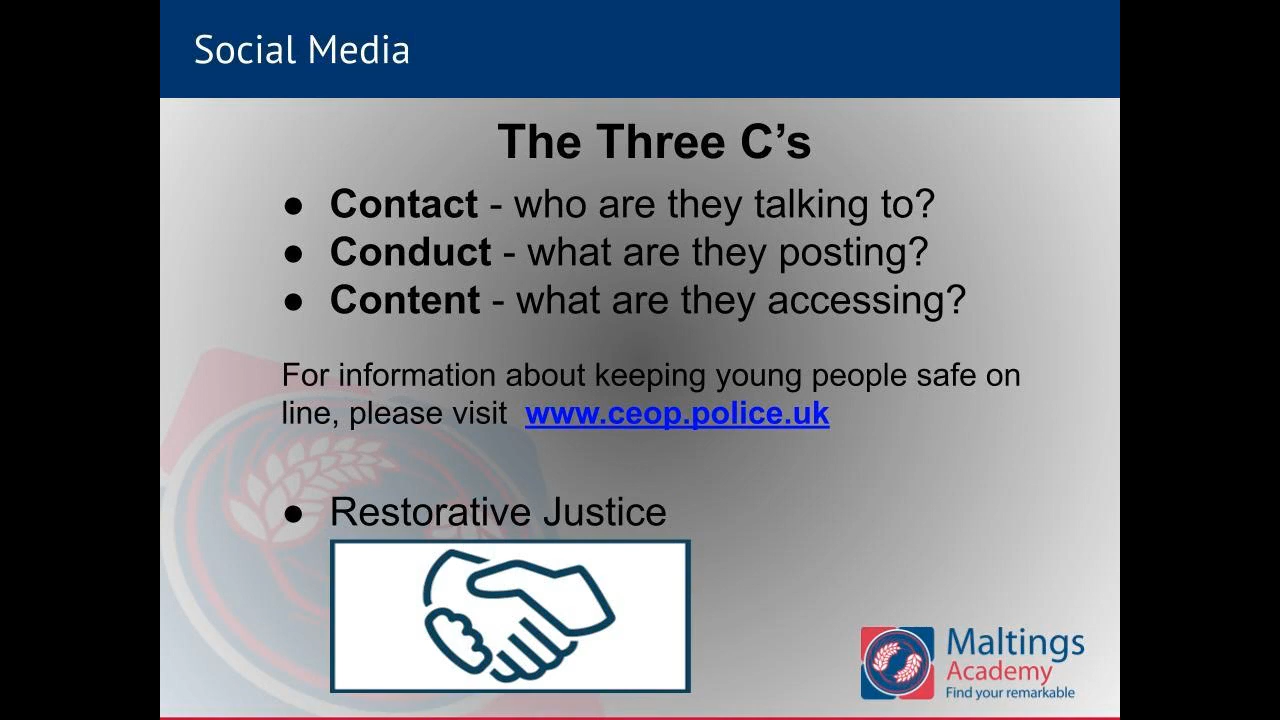 Social Media
The Three C’s
● Contact - who are they talking to?
● Conduct - what are they posting?
● Content - what are they accessing?
For information about keeping young people safe on
line, please visit www.ceop.police.uk
● Restorative Justice
Maltings
Academy
Find your remarkable